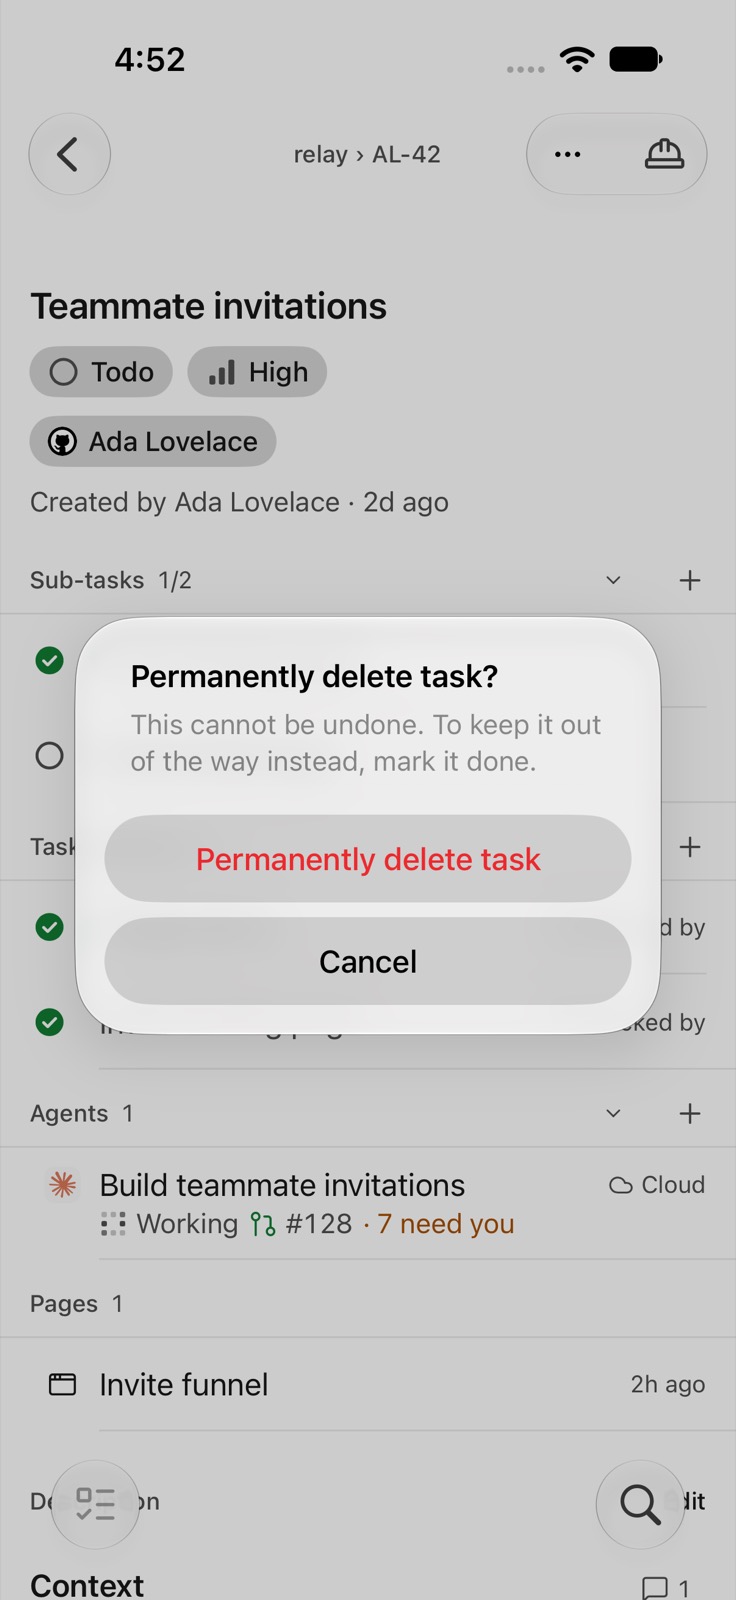 4:52
relay › AL-42
Teammate invitations
Todo
High
Ada Lovelace
Created by Ada Lovelace · 2d ago
Sub-tasks 1/2
Permanently delete task?
This cannot be undone. To keep it out
of the way instead, mark it done.
Permanently delete task
Cancel
d by
ked by
Agents 1
Build teammate invitations
Cloud
Working #128 · 7 need you
Pages 1
Invite funnel
2h ago
Context
1